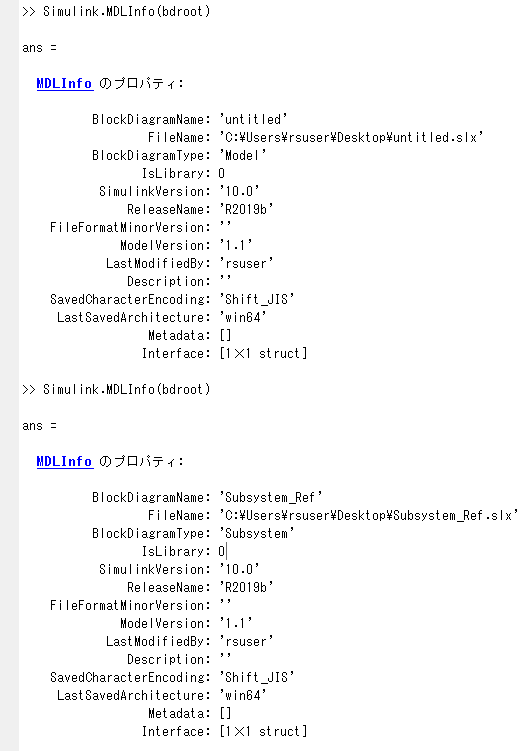 >> Simulink.MDLInfo(bdroot)
ans =
MDLInfo のプロパティ:
BlockDiagramName: 'untitled'
FileName: 'C:¥Users¥rsuser¥Desktop¥untitled.slx'
BlockDiagramType: 'Model'
IsLibrary: 0
SimulinkVersion: '10.0'
ReleaseName: 'R2019b'
FileFormatMinorVersion: ''
ModelVersion: '1.1'
LastModifiedBy: 'rsuser'
Description: ''
SavedCharacterEncoding: 'Shift_JIS'
LastSavedArchitecture: 'win64'
Metadata: []
Interface: [1×1 struct]
>> Simulink.MDLInfo(bdroot)
ans =
MDLInfo のプロパティ:
BlockDiagramName: 'Subsystem_Ref'
FileName: 'C:¥Users¥rsuser¥Desktop¥Subsystem_Ref.slx'
BlockDiagramType: 'Subsystem'
IsLibrary: 0
SimulinkVersion: '10.0'
ReleaseName: 'R2019b'
FileFormatMinorVersion: ''
ModelVersion: '1.1'
LastModifiedBy: 'rsuser'
Description: ''
SavedCharacterEncoding: 'Shift_JIS'
LastSavedArchitecture: 'win64'
Metadata: []
Interface: [1×1 struct]